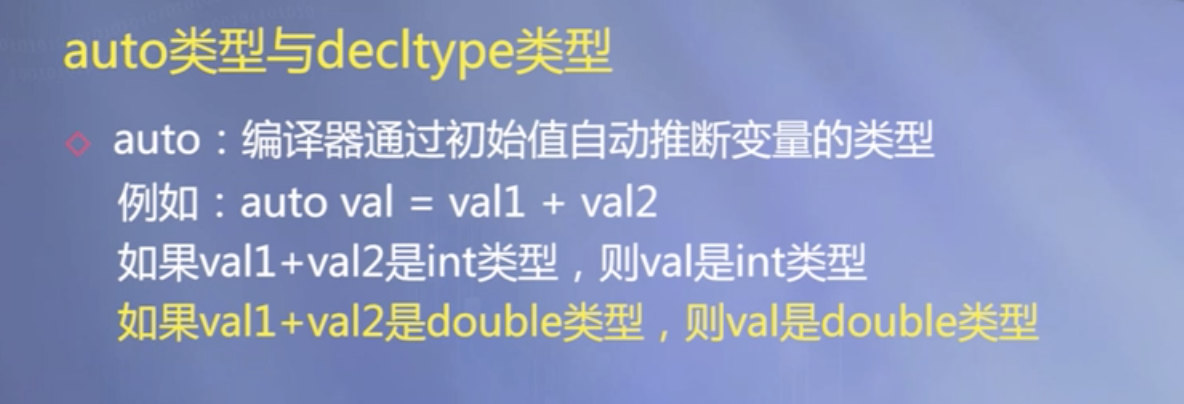 auto类型与decltype类型
auto：编译器通过初始值自动推断变量的类型
例如：auto val = val1 + val2
如果val1+val2是int类型，则val是int类型
如果val1+val2是double类型，则val是double类型